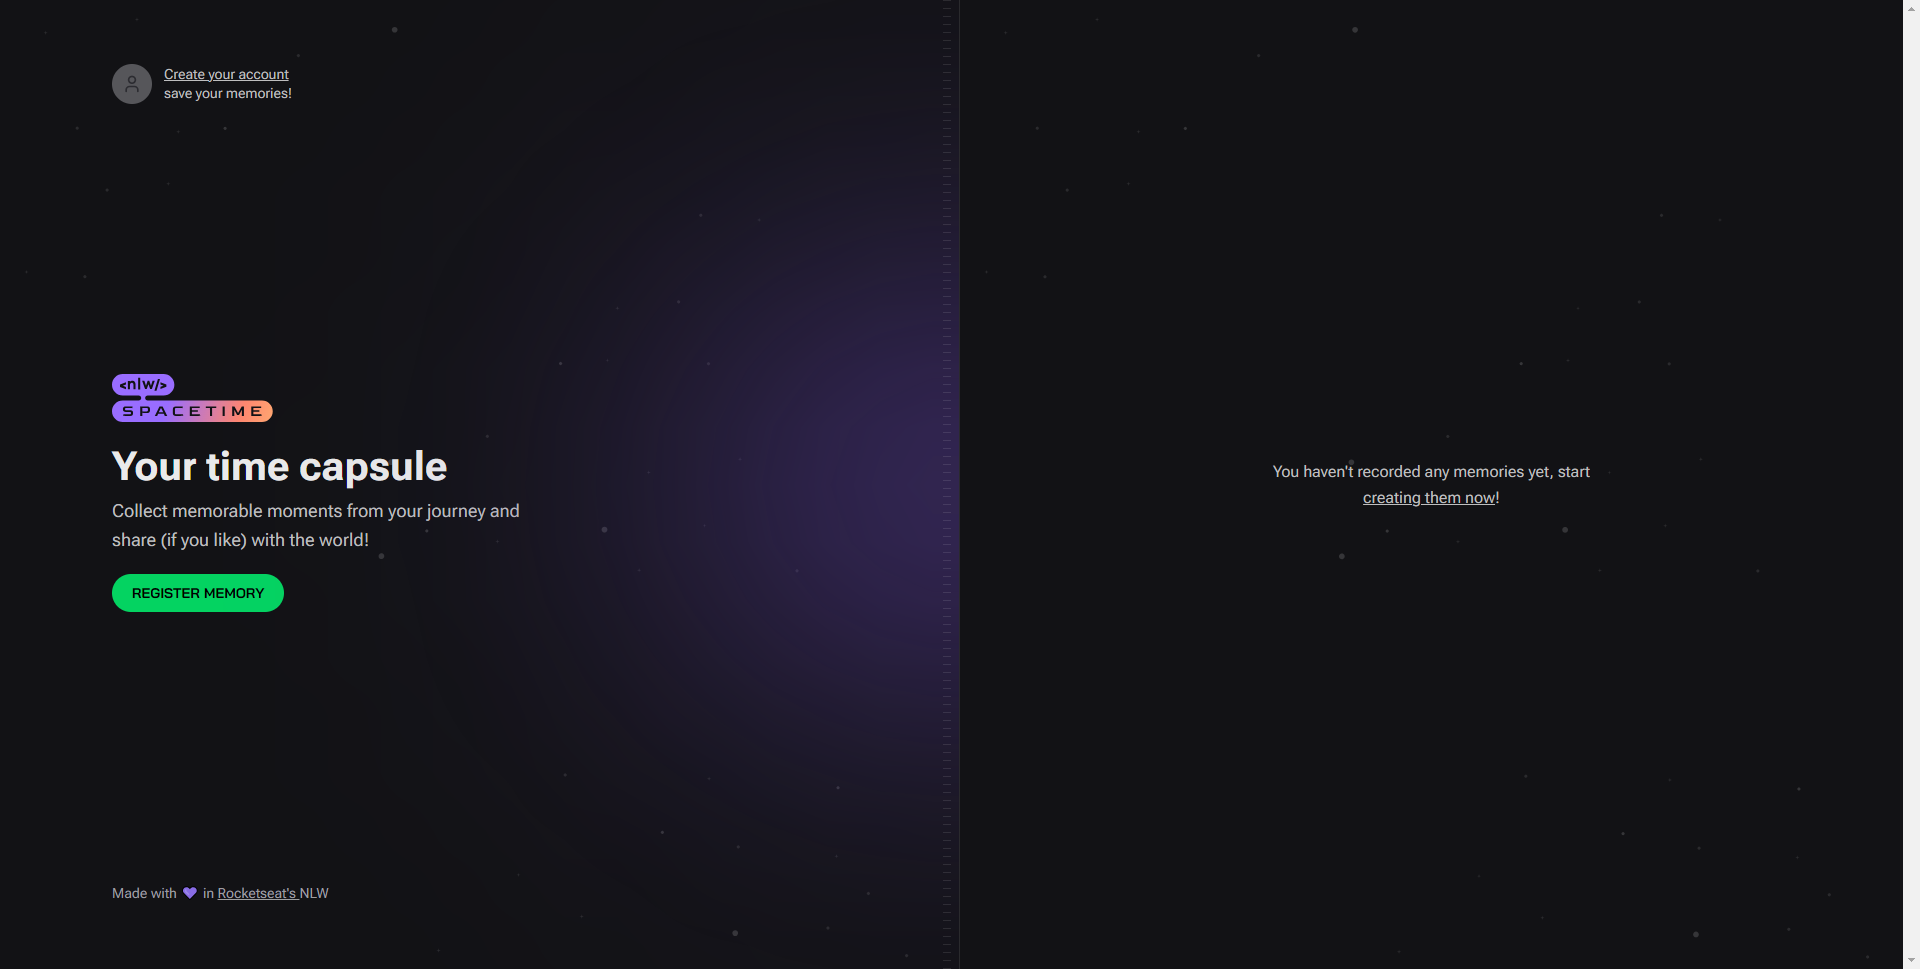 Create your account
save your memories!
<nlw/>
SPACETIME
Your time capsule
Collect memorable moments from your journey and
share (if you like) with the world!
REGISTER MEMORY
Made with 💜 in Rocketseat's NLW
You haven't recorded any memories yet, start
creating them now!